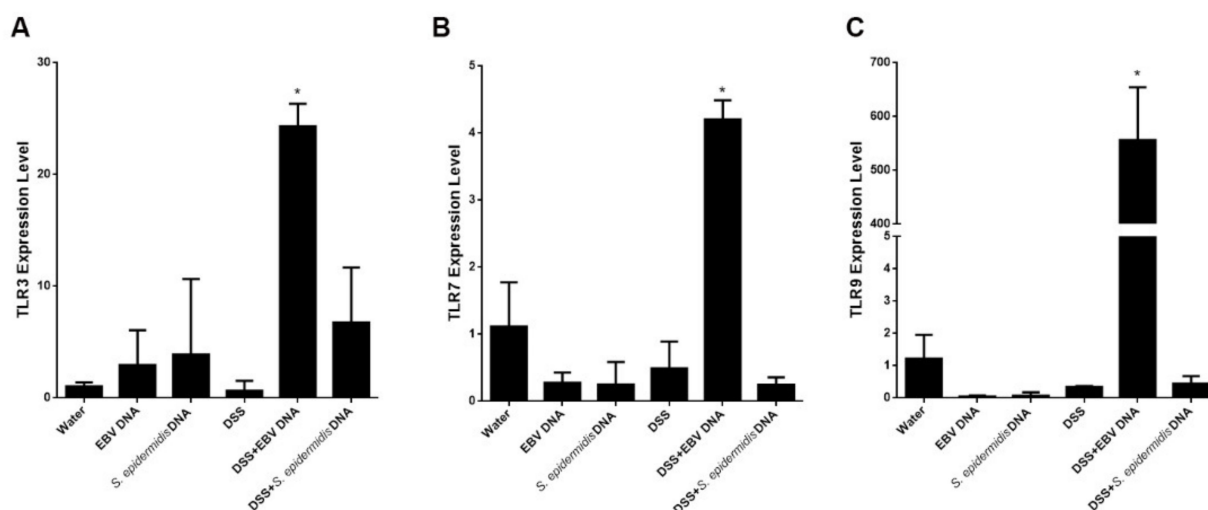 A
TLR3 Expression Level
30
20
10
0
Water
EBV DNA
S. epidermidis DNA
DSS
DSS+EBV DNA
DSS+S. epidermidis DNA
*
B
TLR7 Expression Level
5
4
3
2
1
0
Water
EBV DNA
S. epidermidis DNA
DSS
DSS+EBV DNA
DSS+S. epidermidis DNA
*
C
TLR9 Expression Level
700
600
500
400
5
4
3
2
1
0
Water
EBV DNA
S. epidermidis DNA
DSS
DSS+EBV DNA
DSS+S. epidermidis DNA
*